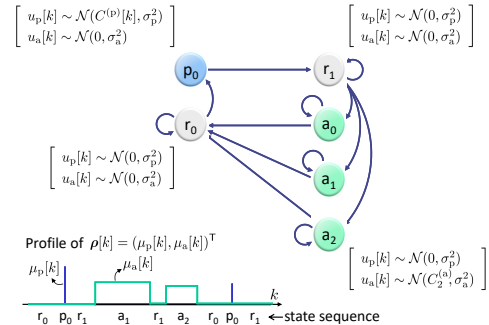 u_p[k] ∼ N(C^(p)[k], σ_p^2)
u_a[k] ∼ N(0, σ_a^2)
u_p[k] ∼ N(0, σ_p^2)
u_a[k] ∼ N(0, σ_a^2)
p_0
r_1
r_0
a_0
a_1
a_2
u_p[k] ∼ N(0, σ_p^2)
u_a[k] ∼ N(0, σ_a^2)
u_p[k] ∼ N(0, σ_p^2)
u_a[k] ∼ N(C_2^(a), σ_a^2)
Profile of ρ[k] = (μ_p[k], μ_a[k])^T
μ_p[k]
μ_a[k]
k
r_0 p_0 r_1 a_1 r_1 a_2 r_0 p_0 r_1 ⇐state sequence